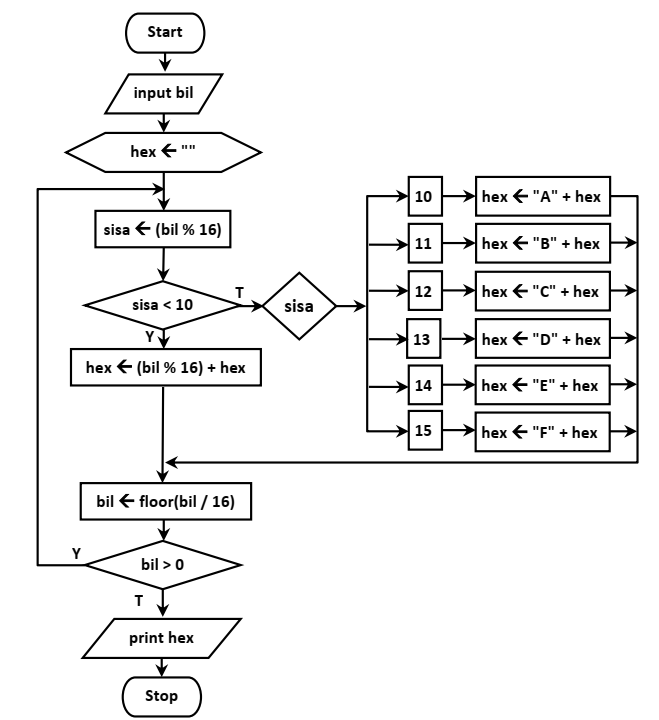 Start
input bil
hex ← ""
sisa ← (bil % 16)
sisa < 10
T
Y
hex ← (bil % 16) + hex
sisa
10
hex ← "A" + hex
11
hex ← "B" + hex
12
hex ← "C" + hex
13
hex ← "D" + hex
14
hex ← "E" + hex
15
hex ← "F" + hex
bil ← floor(bil / 16)
Y
bil > 0
T
print hex
Stop